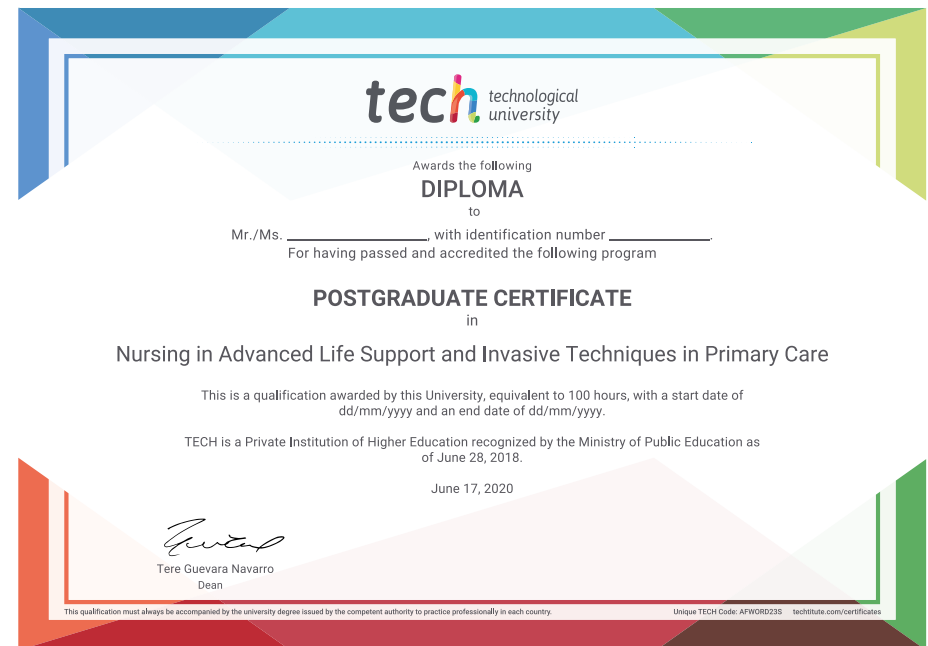 tech technological
university
Awards the following
DIPLOMA
to
Mr./Ms. ____________________, with identification number ______________.
For having passed and accredited the following program
POSTGRADUATE CERTIFICATE
in
Nursing in Advanced Life Support and Invasive Techniques in Primary Care
This is a qualification awarded by this University, equivalent to 100 hours, with a start date of
dd/mm/yyyy and an end date of dd/mm/yyyy.
TECH is a Private Institution of Higher Education recognized by the Ministry of Public Education as
of June 28, 2018.
June 17, 2020
Tere Guevara Navarro
Dean
This qualification must always be accompanied by the university degree issued by the competent authority to practice professionally in each country.
Unique TECH Code: AFWORD23S techtitute.com/certificates